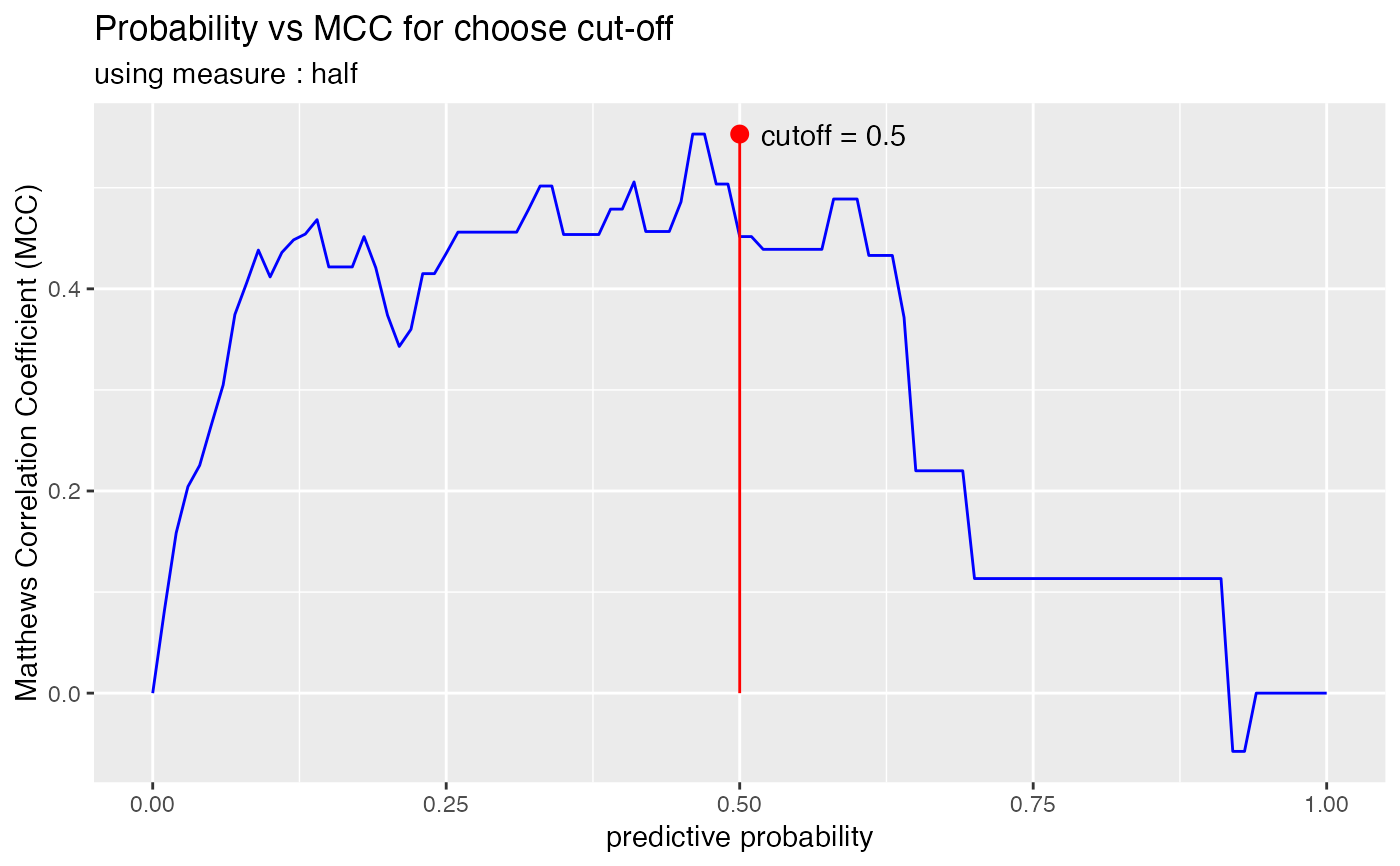 Probability vs MCC for choose cut-off
using measure : half
cutoff = 0.5
Matthews Correlation Coefficient (MCC)
0.4
0.2
0.0
0.00 0.25 0.50 0.75 1.00
predictive probability